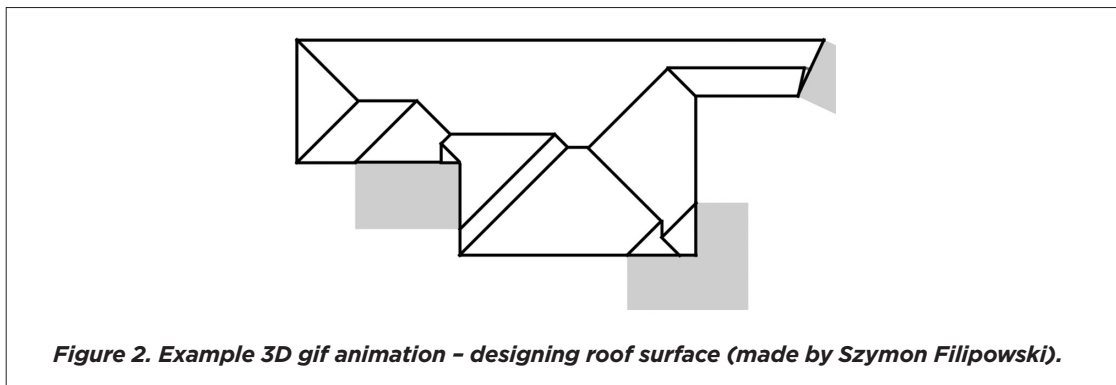 Figure 2. Example 3D gif animation – designing roof surface (made by Szymon Filipowski).